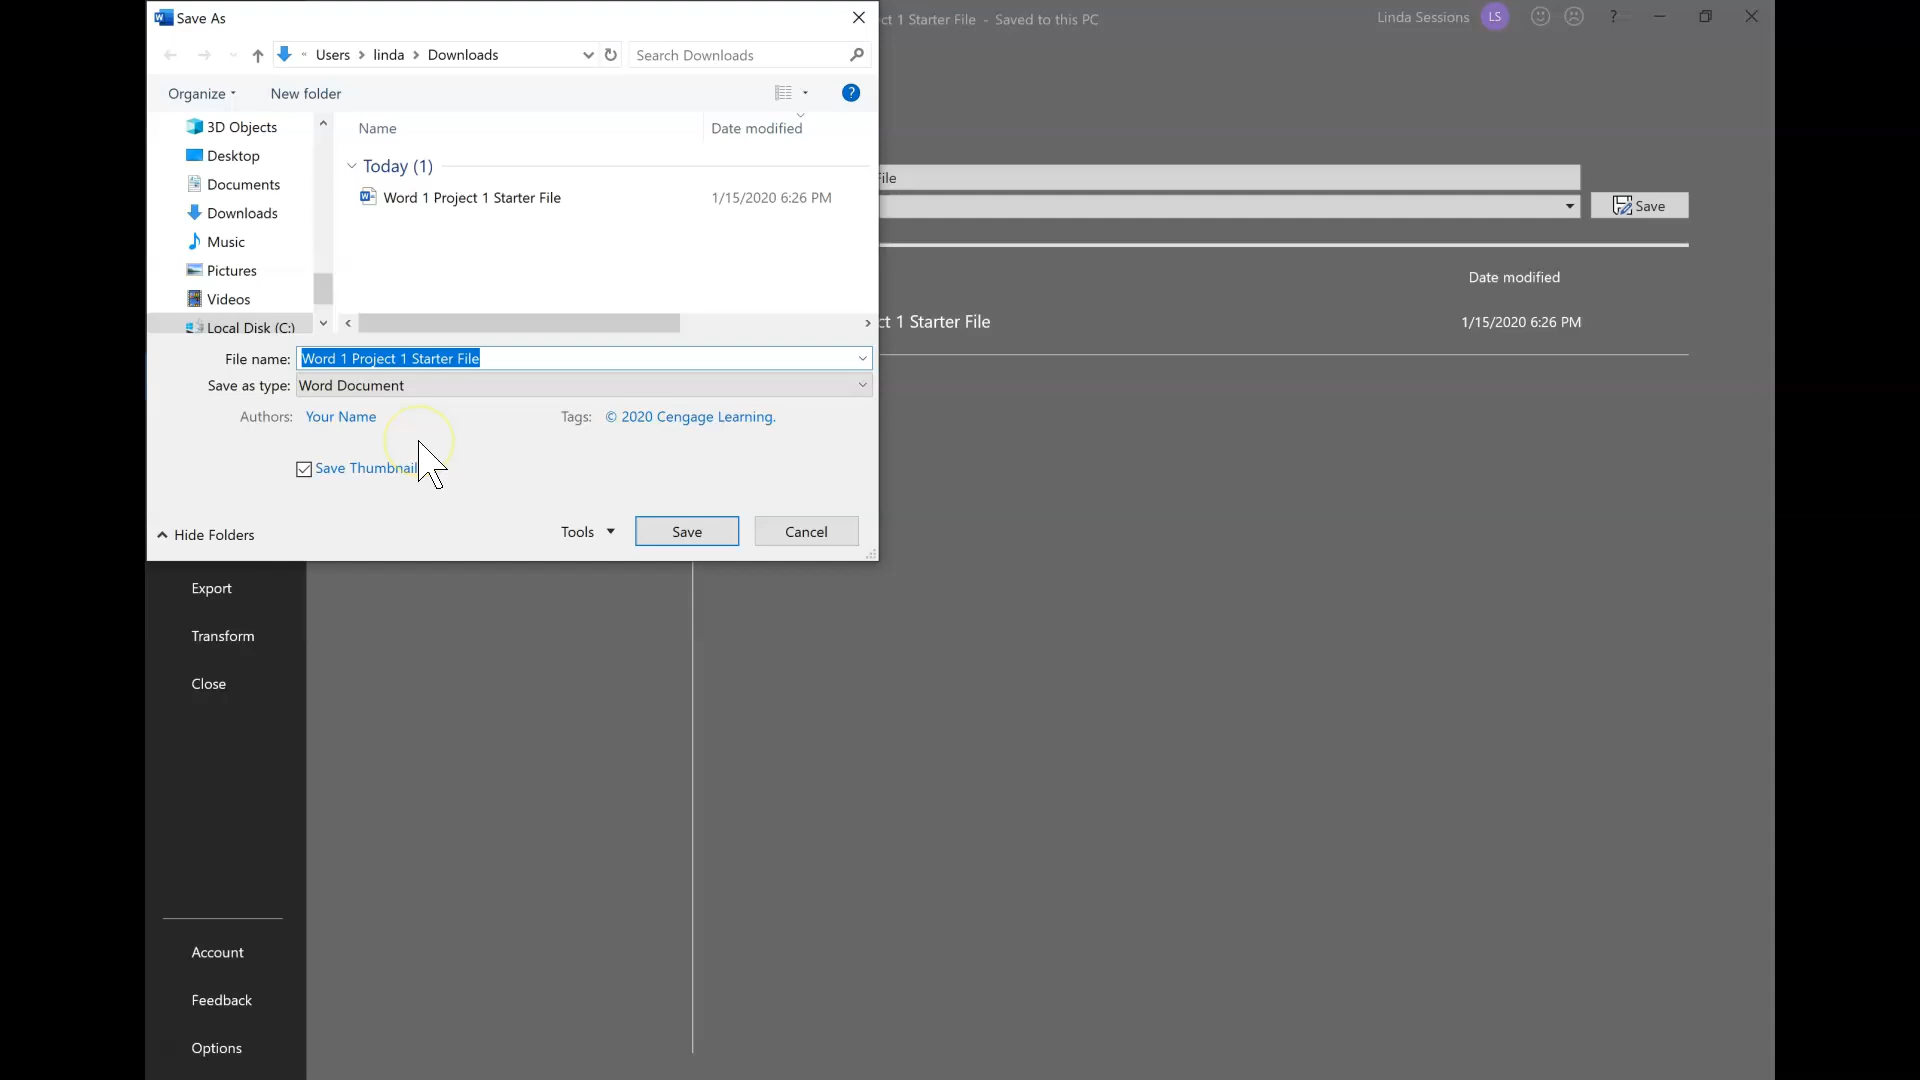 Save As
ct 1 Starter File - Saved to this PC
Linda Sessions LS ?
« Users > linda > Downloads
Search Downloads
Organize
New folder
?
3D Objects
Desktop
Documents
Downloads
Music
Pictures
Videos
Local Disk (C:)
Name Date modified
Today (1)
Word 1 Project 1 Starter File 1/15/2020 6:26 PM
File name: Word 1 Project 1 Starter File
Save as type: Word Document
Authors: Your Name Tags: © 2020 Cengage Learning.
Save Thumbnail
Hide Folders
Tools Save Cancel
File
Save
Date modified
ct 1 Starter File 1/15/2020 6:26 PM
Export
Transform
Close
Account
Feedback
Options